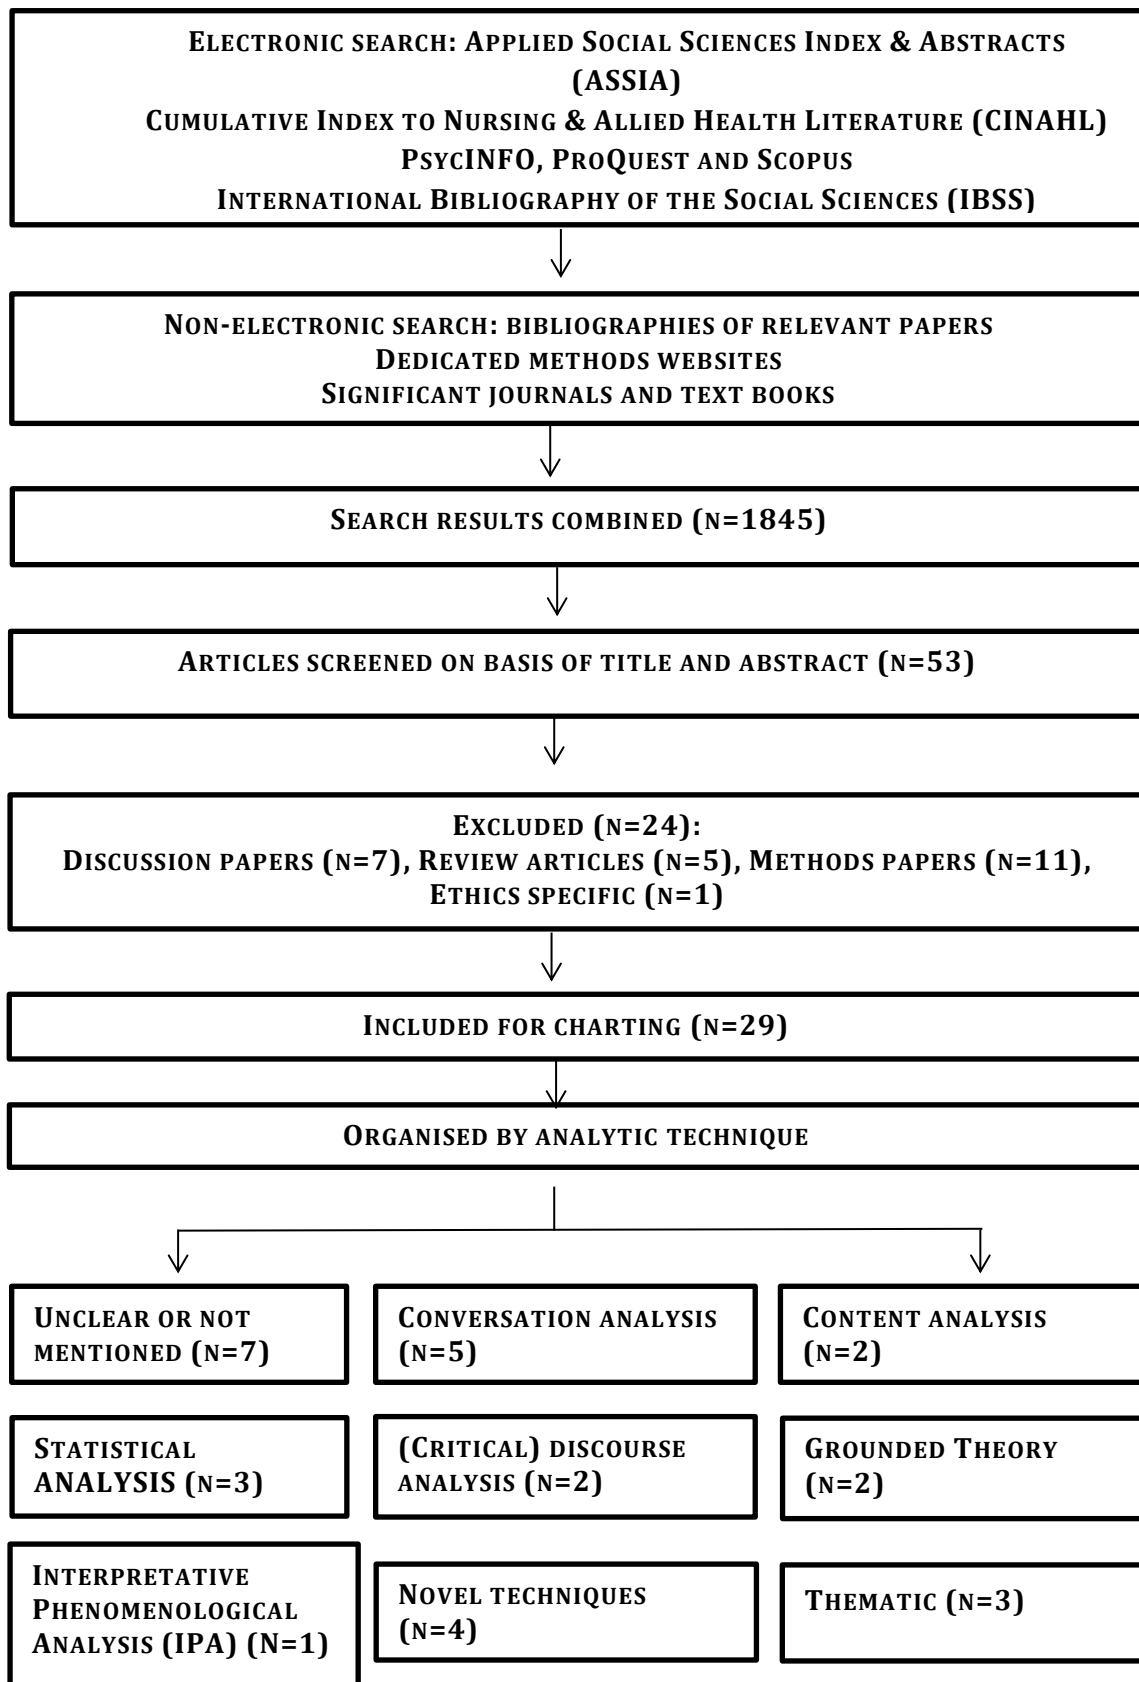 Electronic search: Applied Social Sciences Index & Abstracts
(ASSIA)
Cumulative Index to Nursing & Allied Health Literature (CINAHL)
PsycINFO, ProQuest and Scopus
International Bibliography of the Social Sciences (IBSS)
Non-electronic search: bibliographies of relevant papers
Dedicated methods websites
Significant journals and text books
Search results combined (n=1845)
Articles screened on basis of title and abstract (n=53)
Excluded (n=24):
Discussion papers (n=7), Review articles (n=5), Methods papers (n=11),
Ethics specific (n=1)
Included for charting (n=29)
Organised by analytic technique
Unclear or not
mentioned (n=7)
Conversation analysis
(n=5)
Content analysis
(n=2)
Statistical
analysis (n=3)
(Critical) discourse
analysis (n=2)
Grounded Theory
(n=2)
Interpretative
Phenomenological
Analysis (IPA) (N=1)
Novel techniques
(n=4)
Thematic (n=3)